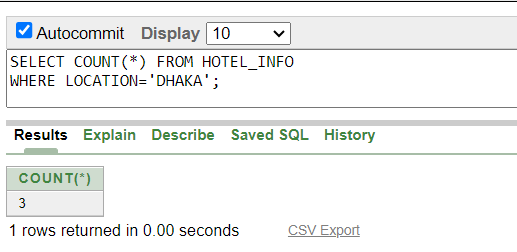 Autocommit Display 10
SELECT COUNT(*) FROM HOTEL_INFO
WHERE LOCATION='DHAKA';
Results Explain Describe Saved SQL History
COUNT(*)
3
1 rows returned in 0.00 seconds CSV Export